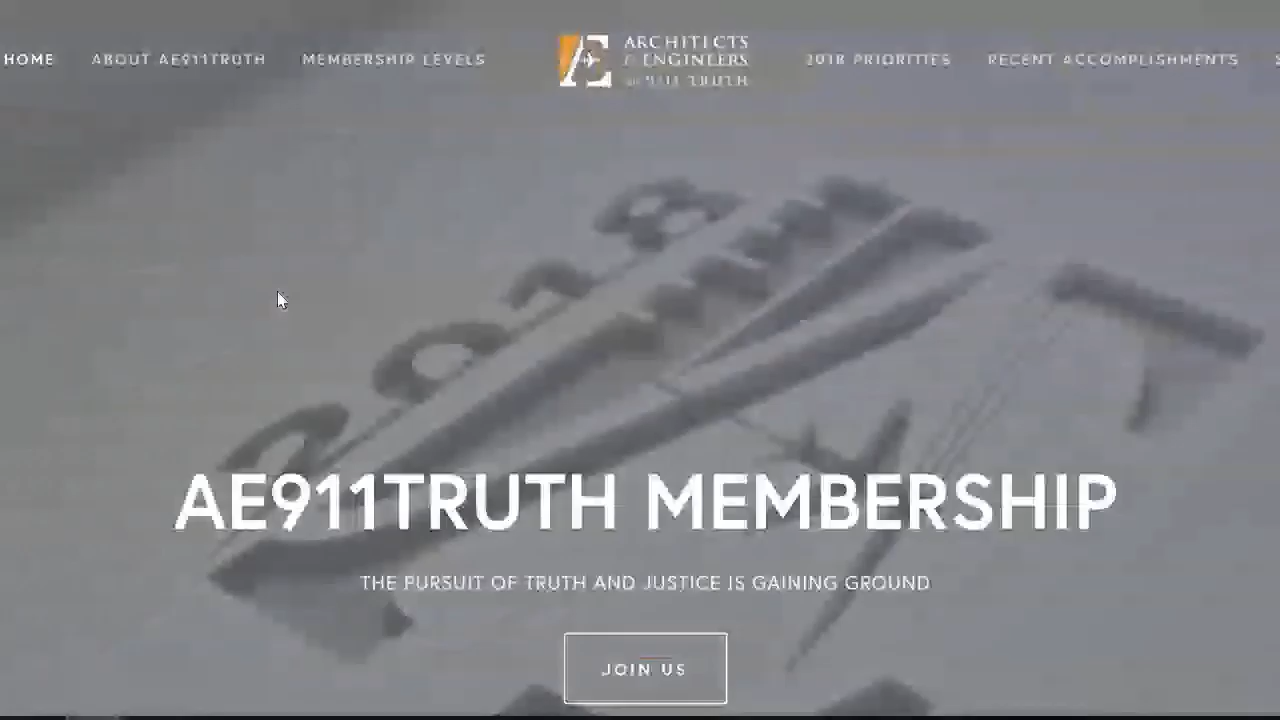 HOME
ABOUT AE911TRUTH
MEMBERSHIP LEVELS
ARCHITECTS
& ENGINEERS
TRUTH
2018 PRIORITIES
RECENT ACCOMPLISHMENTS
AE911TRUTH MEMBERSHIP
THE PURSUIT OF TRUTH AND JUSTICE IS GAINING GROUND
JOIN US